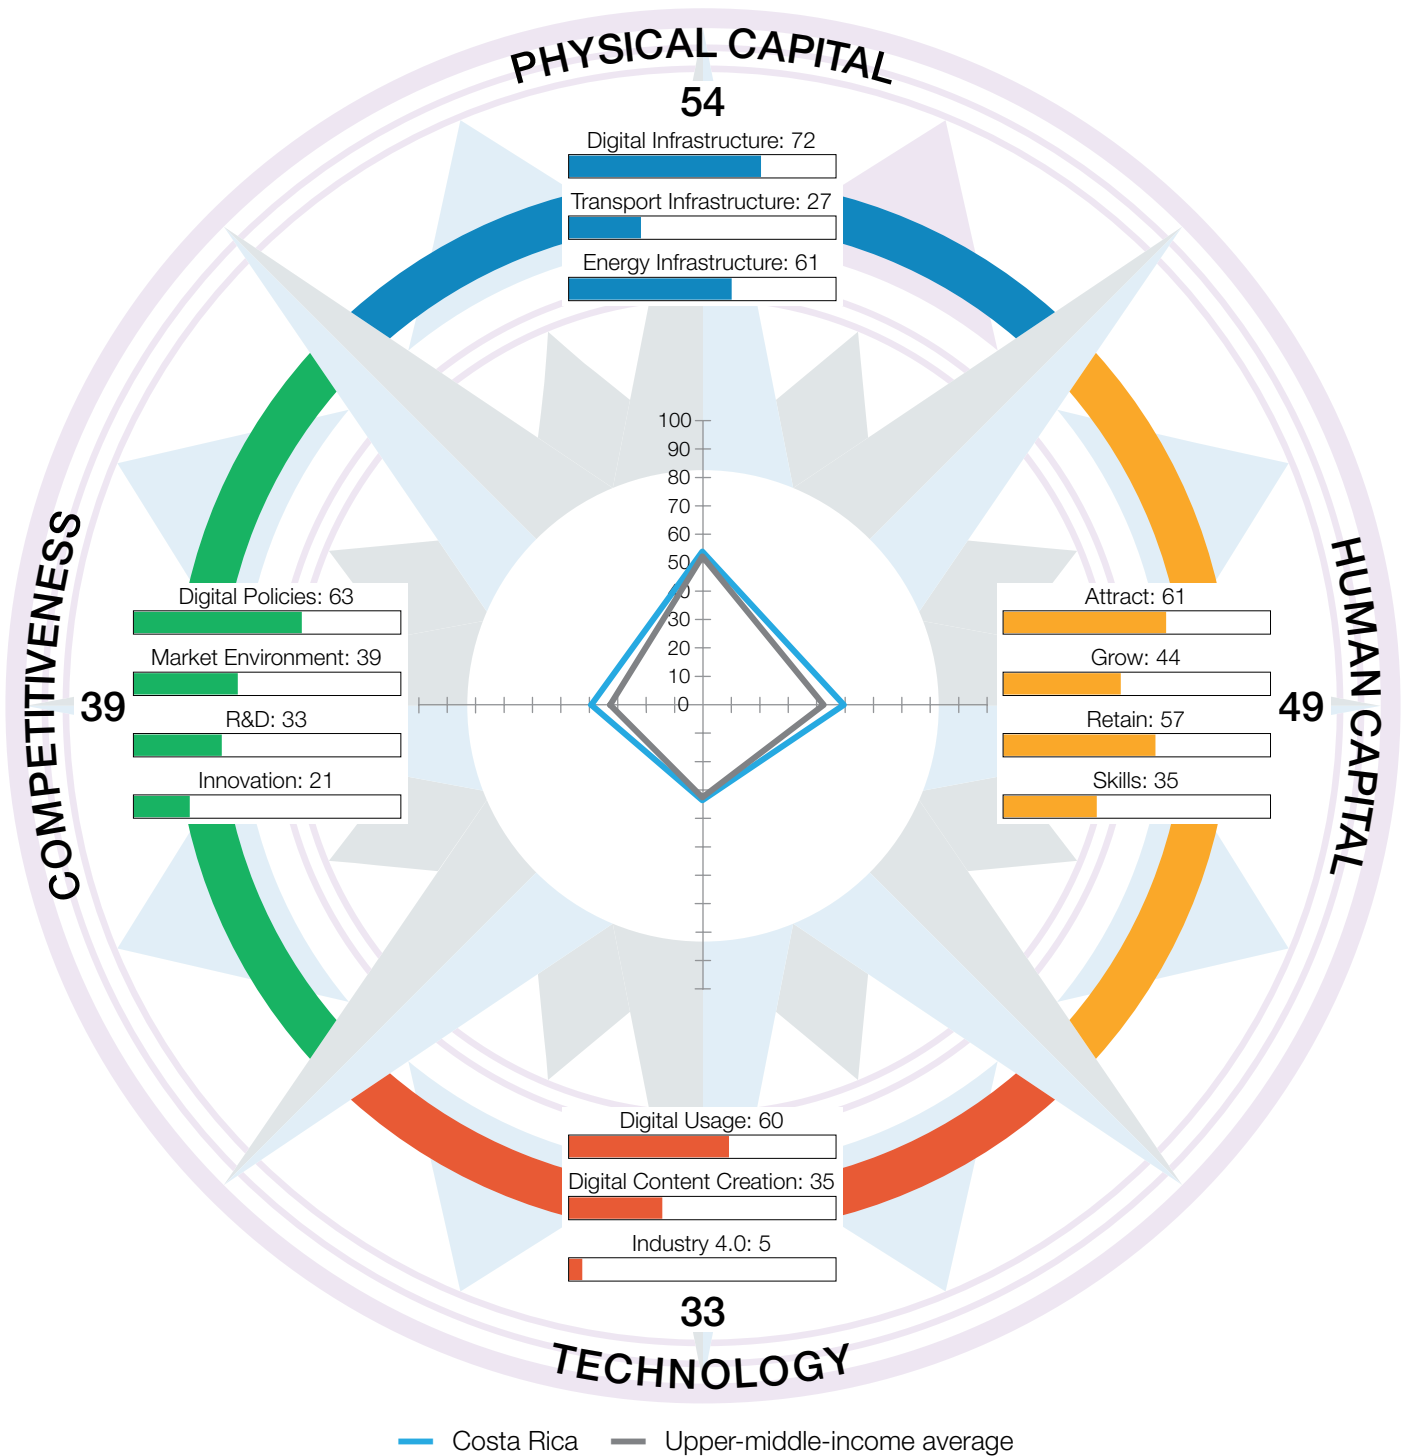 PHYSICAL CAPITAL
54
Digital Infrastructure: 72
Transport Infrastructure: 27
Energy Infrastructure: 61
100
90
80
70
60
50
40
30
20
10
0
COMPETITIVENESS
39
Digital Policies: 63
Market Environment: 39
R&D: 33
Innovation: 21
HUMAN CAPITAL
49
Attract: 61
Grow: 44
Retain: 57
Skills: 35
Digital Usage: 60
Digital Content Creation: 35
Industry 4.0: 5
33
TECHNOLOGY
Costa Rica
Upper-middle-income average